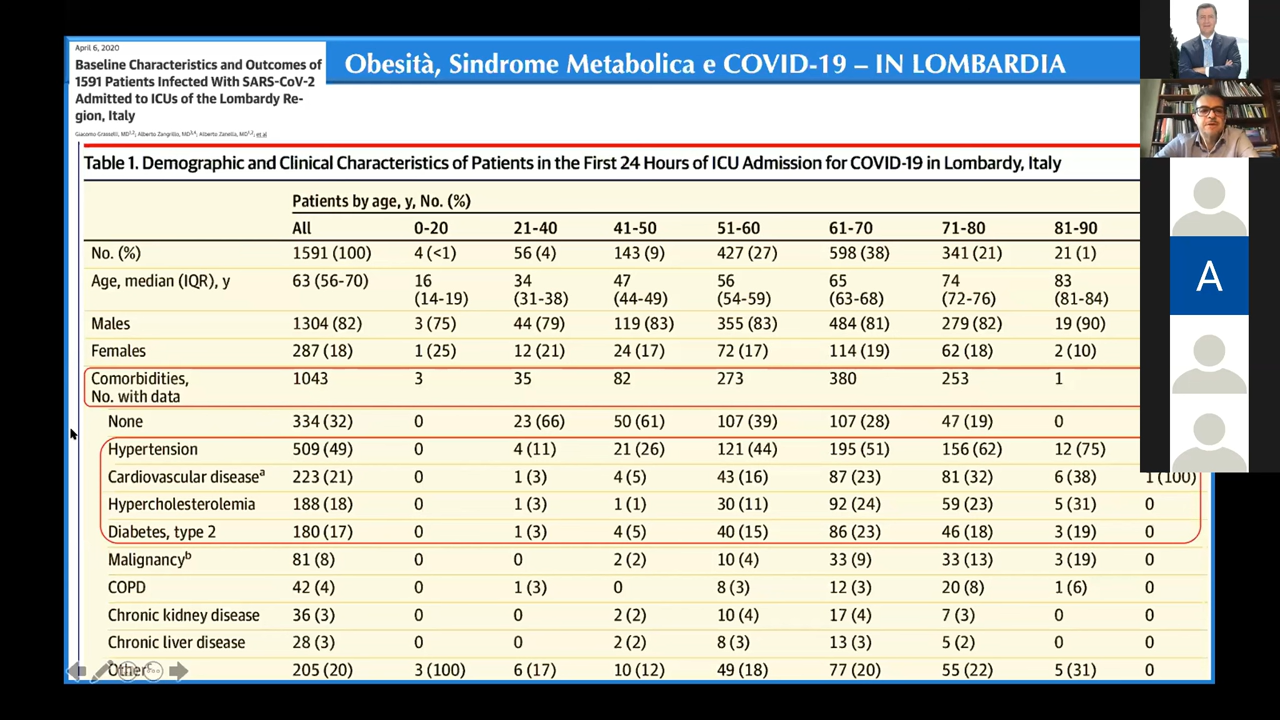 April 6, 2020
Baseline Characteristics and Outcomes of
1591 Patients Infected With SARS-CoV-2
Admitted to ICUs of the Lombardy Re-
gion, Italy
Giacomo Grasselli, MD1,2; Alberto Zangrillo, MD3,4; Alberto Zanella, MD1,2; et al
Obesità, Sindrome Metabolica e COVID-19 – IN LOMBARDIA
Table 1. Demographic and Clinical Characteristics of Patients in the First 24 Hours of ICU Admission for COVID-19 in Lombardy, Italy
Patients by age, y, No. (%)
All 0-20 21-40 41-50 51-60 61-70 71-80 81-90
No. (%) 1591 (100) 4 (<1) 56 (4) 143 (9) 427 (27) 598 (38) 341 (21) 21 (1)
Age, median (IQR), y 63 (56-70) 16 34 47 56 65 74 83
(14-19) (31-38) (44-49) (54-59) (63-68) (72-76) (81-84)
Males 1304 (82) 3 (75) 44 (79) 119 (83) 355 (83) 484 (81) 279 (82) 19 (90)
Females 287 (18) 1 (25) 12 (21) 24 (17) 72 (17) 114 (19) 62 (18) 2 (10)
Comorbidities, 1043 3 35 82 273 380 253 1
No. with data
None 334 (32) 0 23 (66) 50 (61) 107 (39) 107 (28) 47 (19) 0
Hypertension 509 (49) 0 4 (11) 21 (26) 121 (44) 195 (51) 156 (62) 12 (75)
Cardiovascular diseasea 223 (21) 0 1 (3) 4 (5) 43 (16) 87 (23) 81 (32) 6 (38) 1 (100)
Hypercholesterolemia 188 (18) 0 1 (3) 1 (1) 30 (11) 92 (24) 59 (23) 5 (31) 0
Diabetes, type 2 180 (17) 0 1 (3) 4 (5) 40 (15) 86 (23) 46 (18) 3 (19) 0
Malignancyb 81 (8) 0 0 2 (2) 10 (4) 33 (9) 33 (13) 3 (19) 0
COPD 42 (4) 0 1 (3) 0 8 (3) 12 (3) 20 (8) 1 (6) 0
Chronic kidney disease 36 (3) 0 0 2 (2) 10 (4) 17 (4) 7 (3) 0 0
Chronic liver disease 28 (3) 0 0 2 (2) 8 (3) 13 (3) 5 (2) 0 0
Otherc 205 (20) 3 (100) 6 (17) 10 (12) 49 (18) 77 (20) 55 (22) 5 (31) 0
A